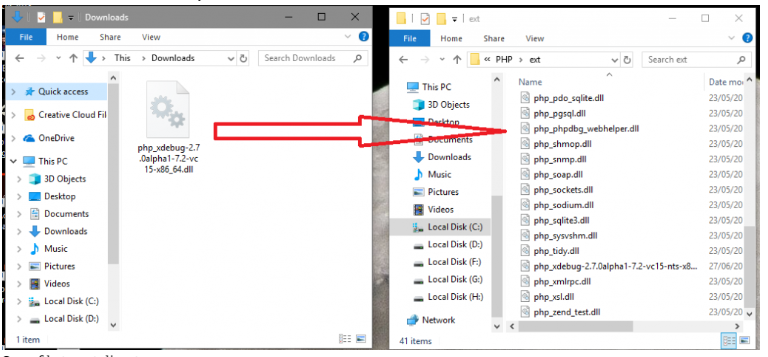 Downloads
File Home Share View
This > Downloads
Search Downloads
Quick access
Creative Cloud Fil
OneDrive
This PC
3D Objects
Desktop
Documents
Downloads
Music
Pictures
Videos
Local Disk (C:)
Local Disk (D:)
php_xdebug-2.7
.0alpha1-7.2-vc
15-x86_64.dll
1 item
ext
File Home Share View
« PHP > ext
Search ext
This PC
3D Objects
Desktop
Documents
Downloads
Music
Pictures
Videos
Local Disk (C:)
Local Disk (D:)
Local Disk (F:)
Local Disk (G:)
Local Disk (H:)
Network
Name Date mo
php_pdo_sqlite.dll 23/05/20
php_pgsql.dll 23/05/20
php_phpdbg_webhelper.dll 23/05/20
php_shmop.dll 23/05/20
php_snmp.dll 23/05/20
php_soap.dll 23/05/20
php_sockets.dll 23/05/20
php_sodium.dll 23/05/20
php_sqlite3.dll 23/05/20
php_sysvshm.dll 23/05/20
php_tidy.dll 23/05/20
php_xdebug-2.7.0alpha1-7.2-vc15-nts-x8... 27/06/20
php_xmlrpc.dll 23/05/20
php_xsl.dll 23/05/20
php_zend_test.dll 23/05/20
41 items